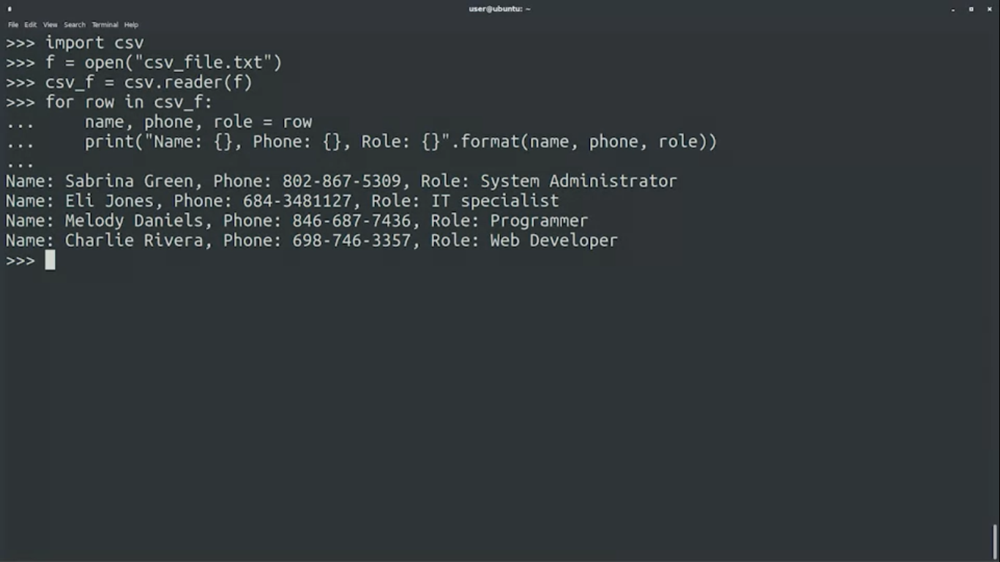 user@ubuntu: ~
File Edit View Search Terminal Help
>>> import csv
>>> f = open("csv_file.txt")
>>> csv_f = csv.reader(f)
>>> for row in csv_f:
...     name, phone, role = row
...     print("Name: {}, Phone: {}, Role: {}".format(name, phone, role))
...
Name: Sabrina Green, Phone: 802-867-5309, Role: System Administrator
Name: Eli Jones, Phone: 684-3481127, Role: IT specialist
Name: Melody Daniels, Phone: 846-687-7436, Role: Programmer
Name: Charlie Rivera, Phone: 698-746-3357, Role: Web Developer
>>>